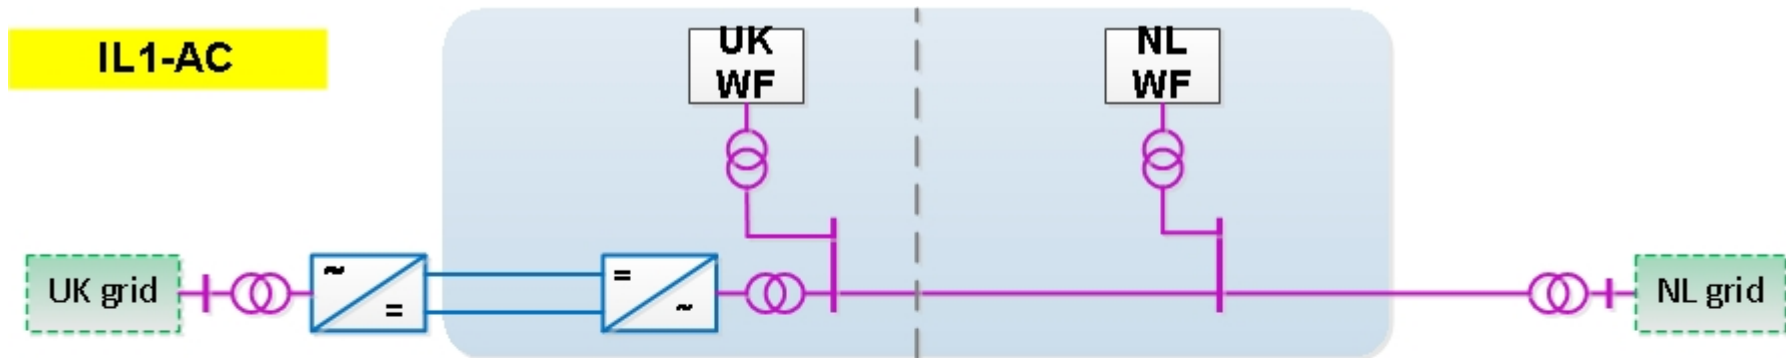 IL1-AC
UK
WF
NL
WF
UK grid
~
=
=
~
NL grid